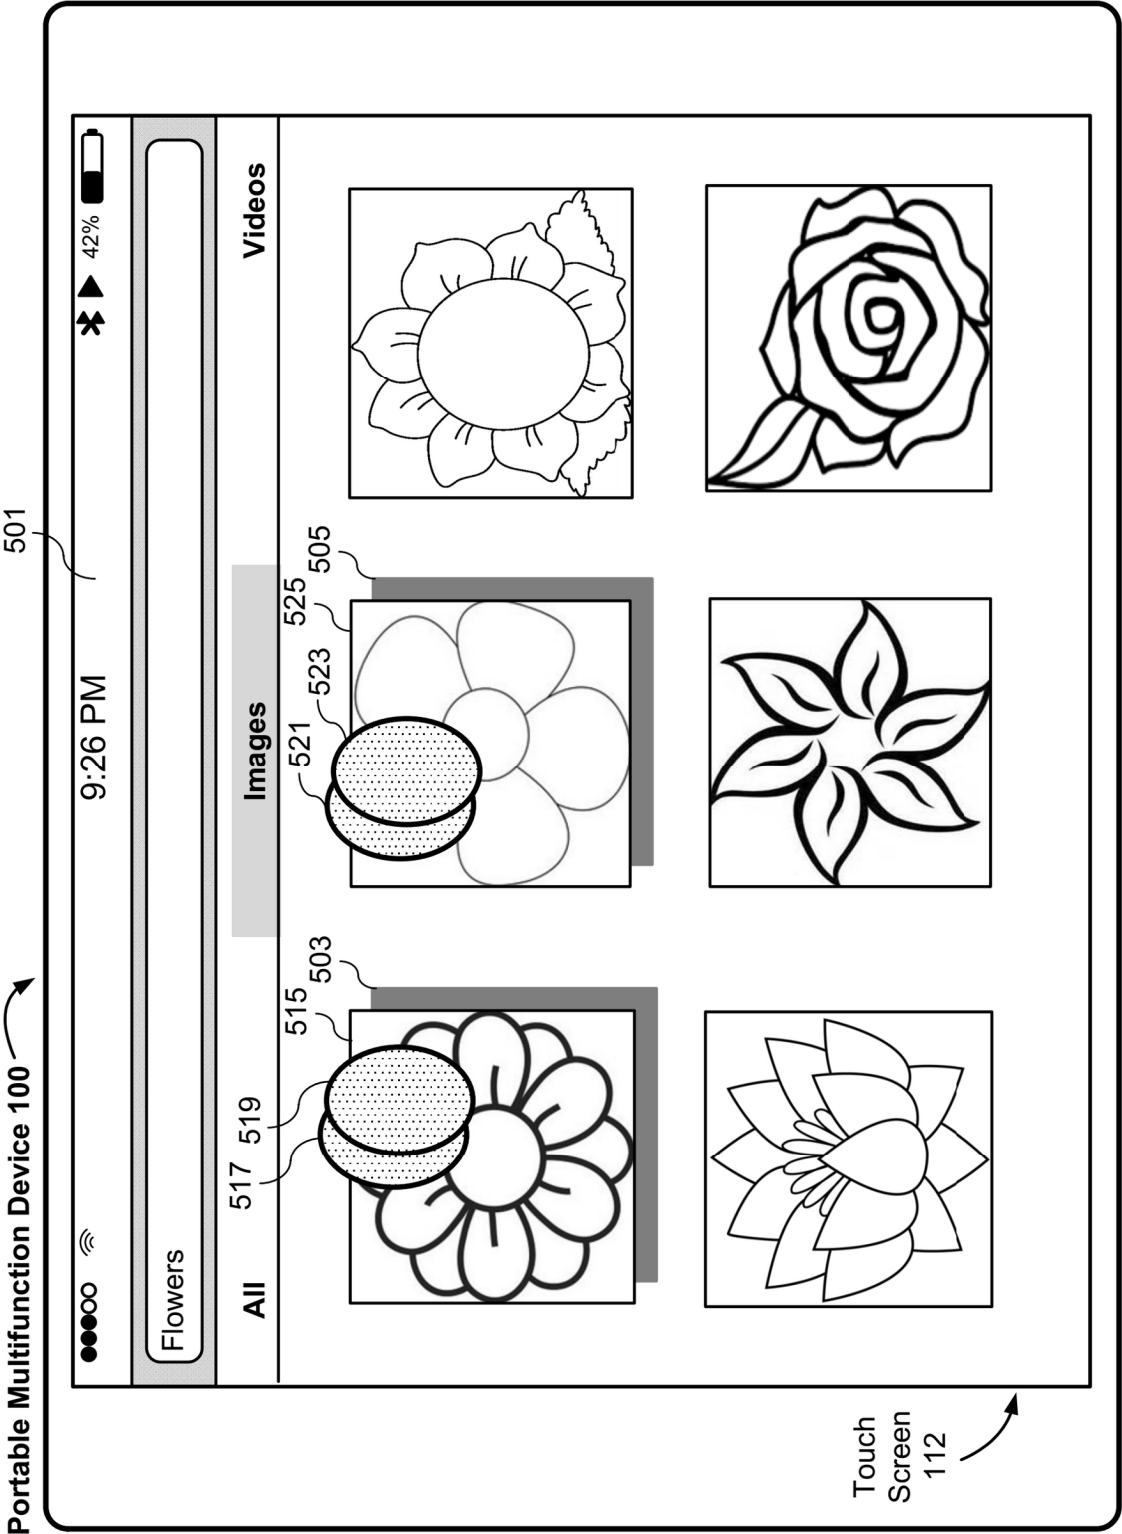 Portable Multifunction Device 100
501
9:26 PM
42%
Flowers
All
Images
Videos
517
519
515
503
521
523
525
505
Touch
Screen
112